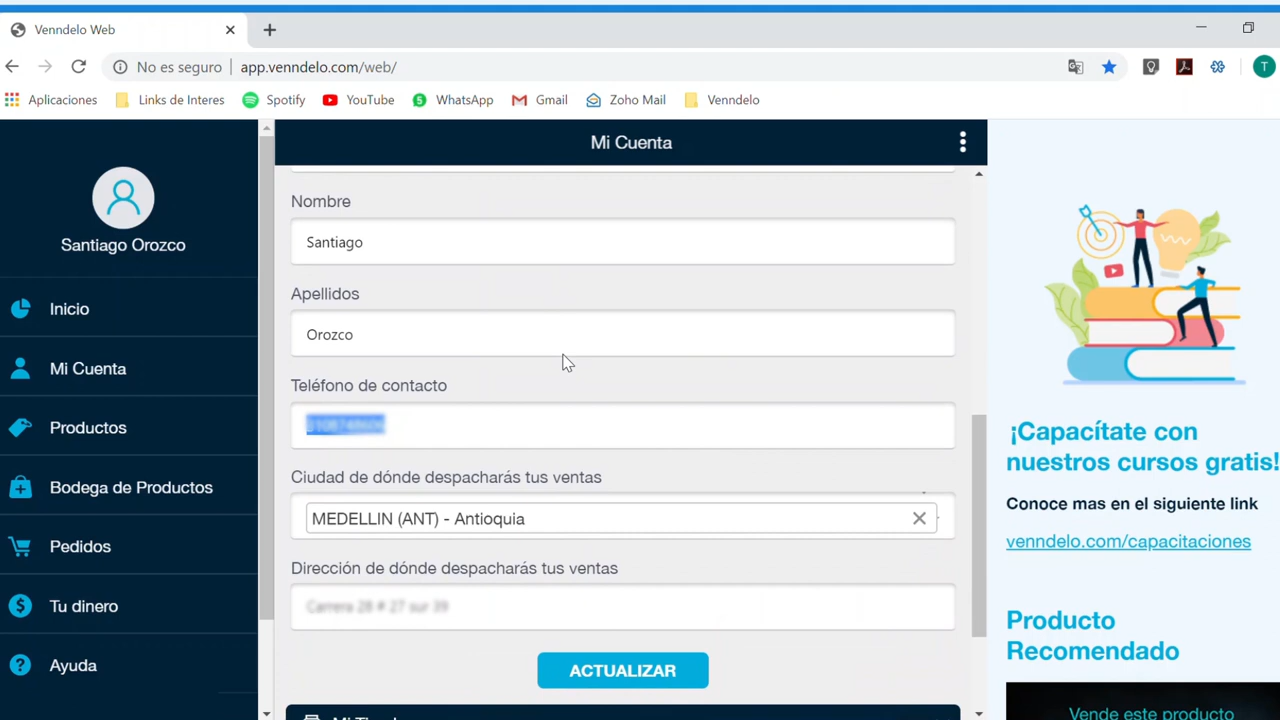 Venndelo Web
No es seguro
app.venndelo.com/web/
T
Aplicaciones
Links de Interes
Spotify
YouTube
WhatsApp
Gmail
Zoho Mail
Venndelo
Santiago Orozco
Inicio
Mi Cuenta
Productos
Bodega de Productos
Pedidos
Tu dinero
Ayuda
Mi Cuenta
Nombre
Santiago
Apellidos
Orozco
Teléfono de contacto
Ciudad de dónde despacharás tus ventas
MEDELLIN (ANT) - Antioquia
Dirección de dónde despacharás tus ventas
ACTUALIZAR
¡Capacítate con
nuestros cursos gratis!
Conoce mas en el siguiente link
venndelo.com/capacitaciones
Producto
Recomendado
Vende este producto